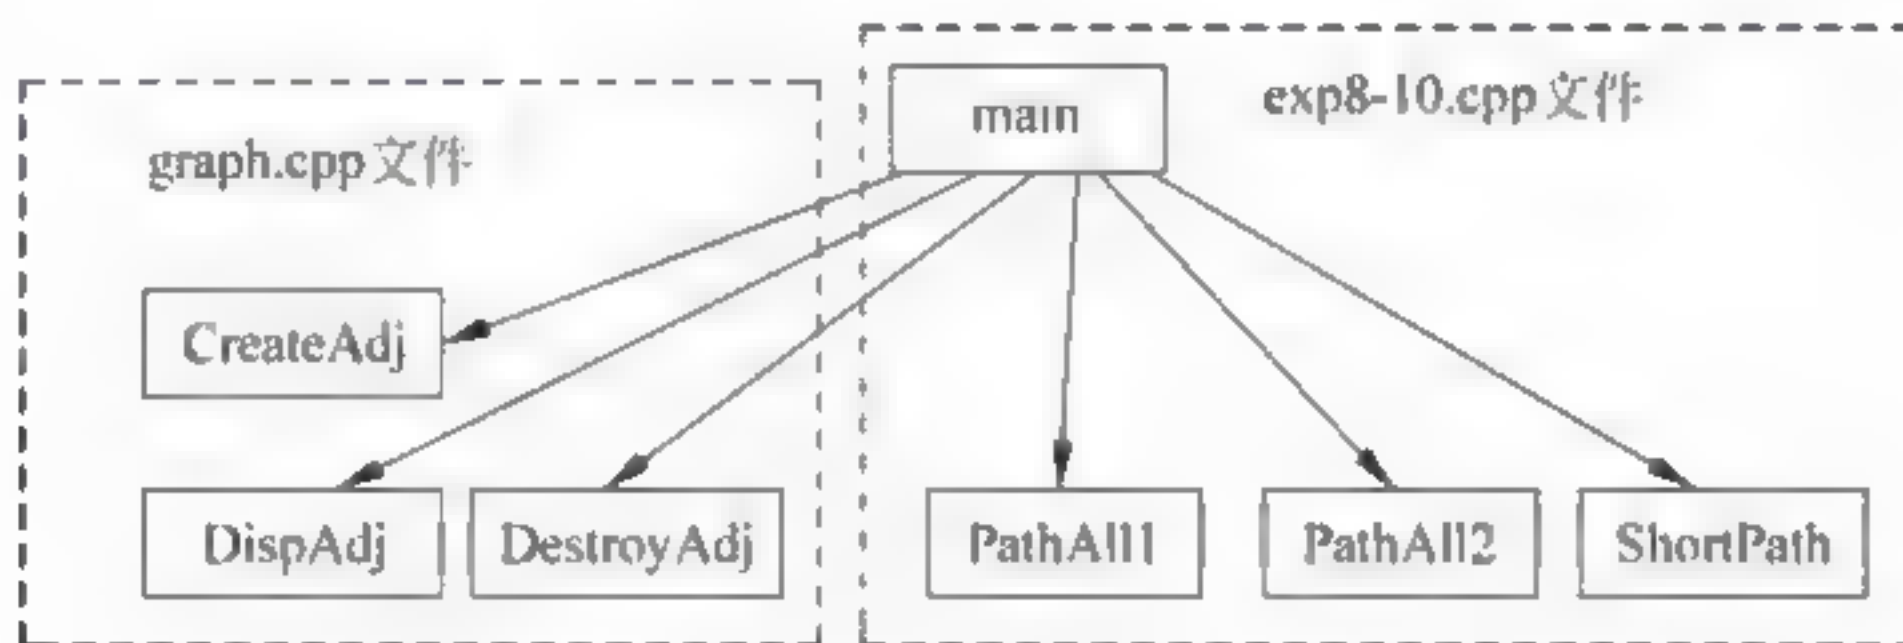 graph.cpp文件
CreateAdj
DispAdj
DestroyAdj
main
exp8-10.cpp文件
PathAll1
PathAll2
ShortPath